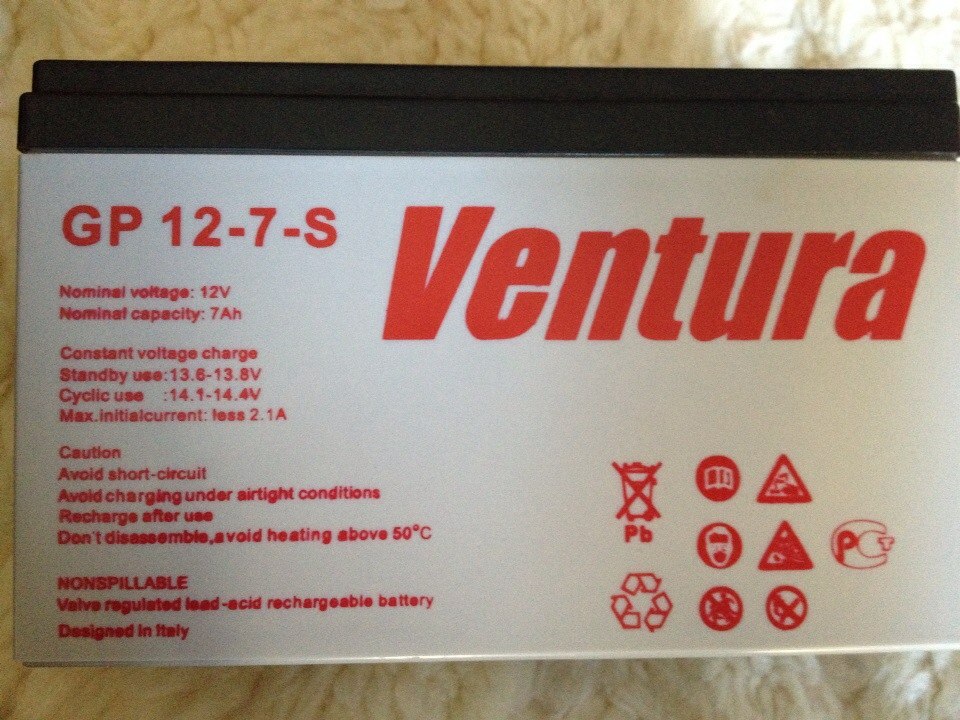 GP 12-7-S
Ventura
Nominal voltage: 12V
Nominal capacity: 7Ah
Constant voltage charge
Standby use:13.6-13.8V
Cyclic use :14.1-14.4V
Max.initialcurrent: less 2.1A
Caution
Avoid short-circuit
Avoid charging under airtight conditions
Recharge after use
Don't disassemble,avoid heating above 50°C
NONSPILLABLE
Valve regulated lead-acid rechargeable battery
Designed in Italy
Pb
РСТ